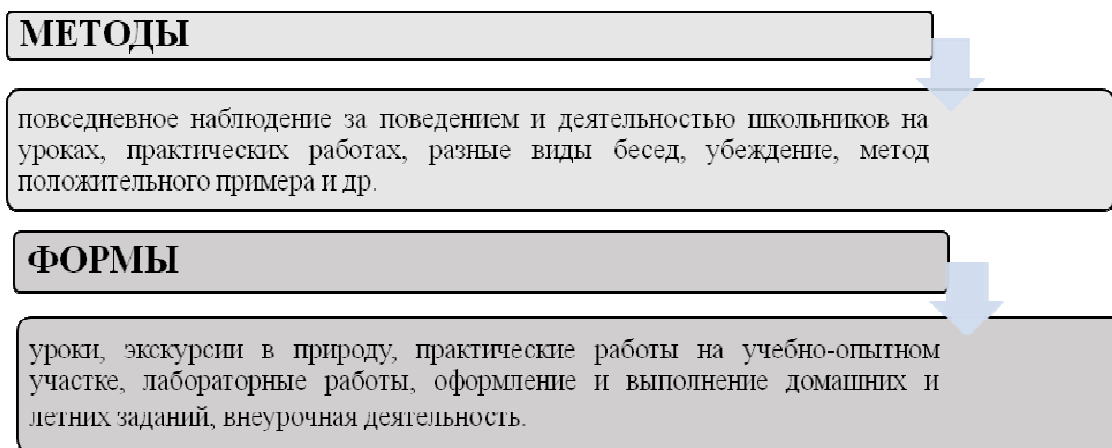 МЕТОДЫ
повседневное наблюдение за поведением и деятельностью школьников на
уроках, практических работах, разные виды бесед, убеждение, метод
положительного примера и др.
ФОРМЫ
уроки, экскурсии в природу, практические работы на учебно-опытном
участке, лабораторные работы, оформление и выполнение домашних и
летних заданий, внеурочная деятельность.